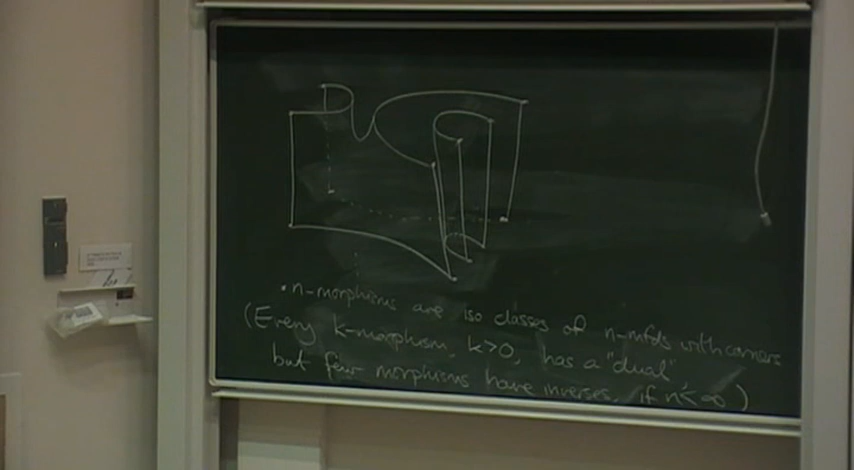 • n-morphisms are iso classes of n-mfds with corners
(Every k-morphism, k>0, has a "dual"
but few morphisms have inverses, if n < ∞)